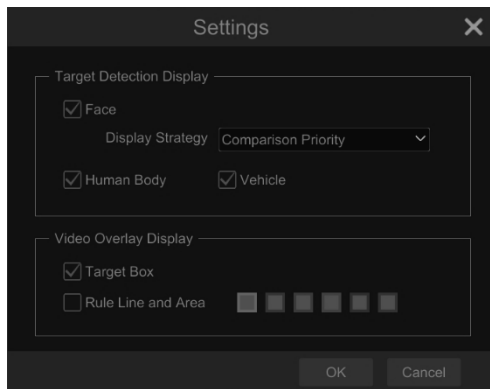 Settings
Target Detection Display
Face
Display Strategy Comparison Priority
Human Body Vehicle
Video Overlay Display
Target Box
Rule Line and Area
OK Cancel